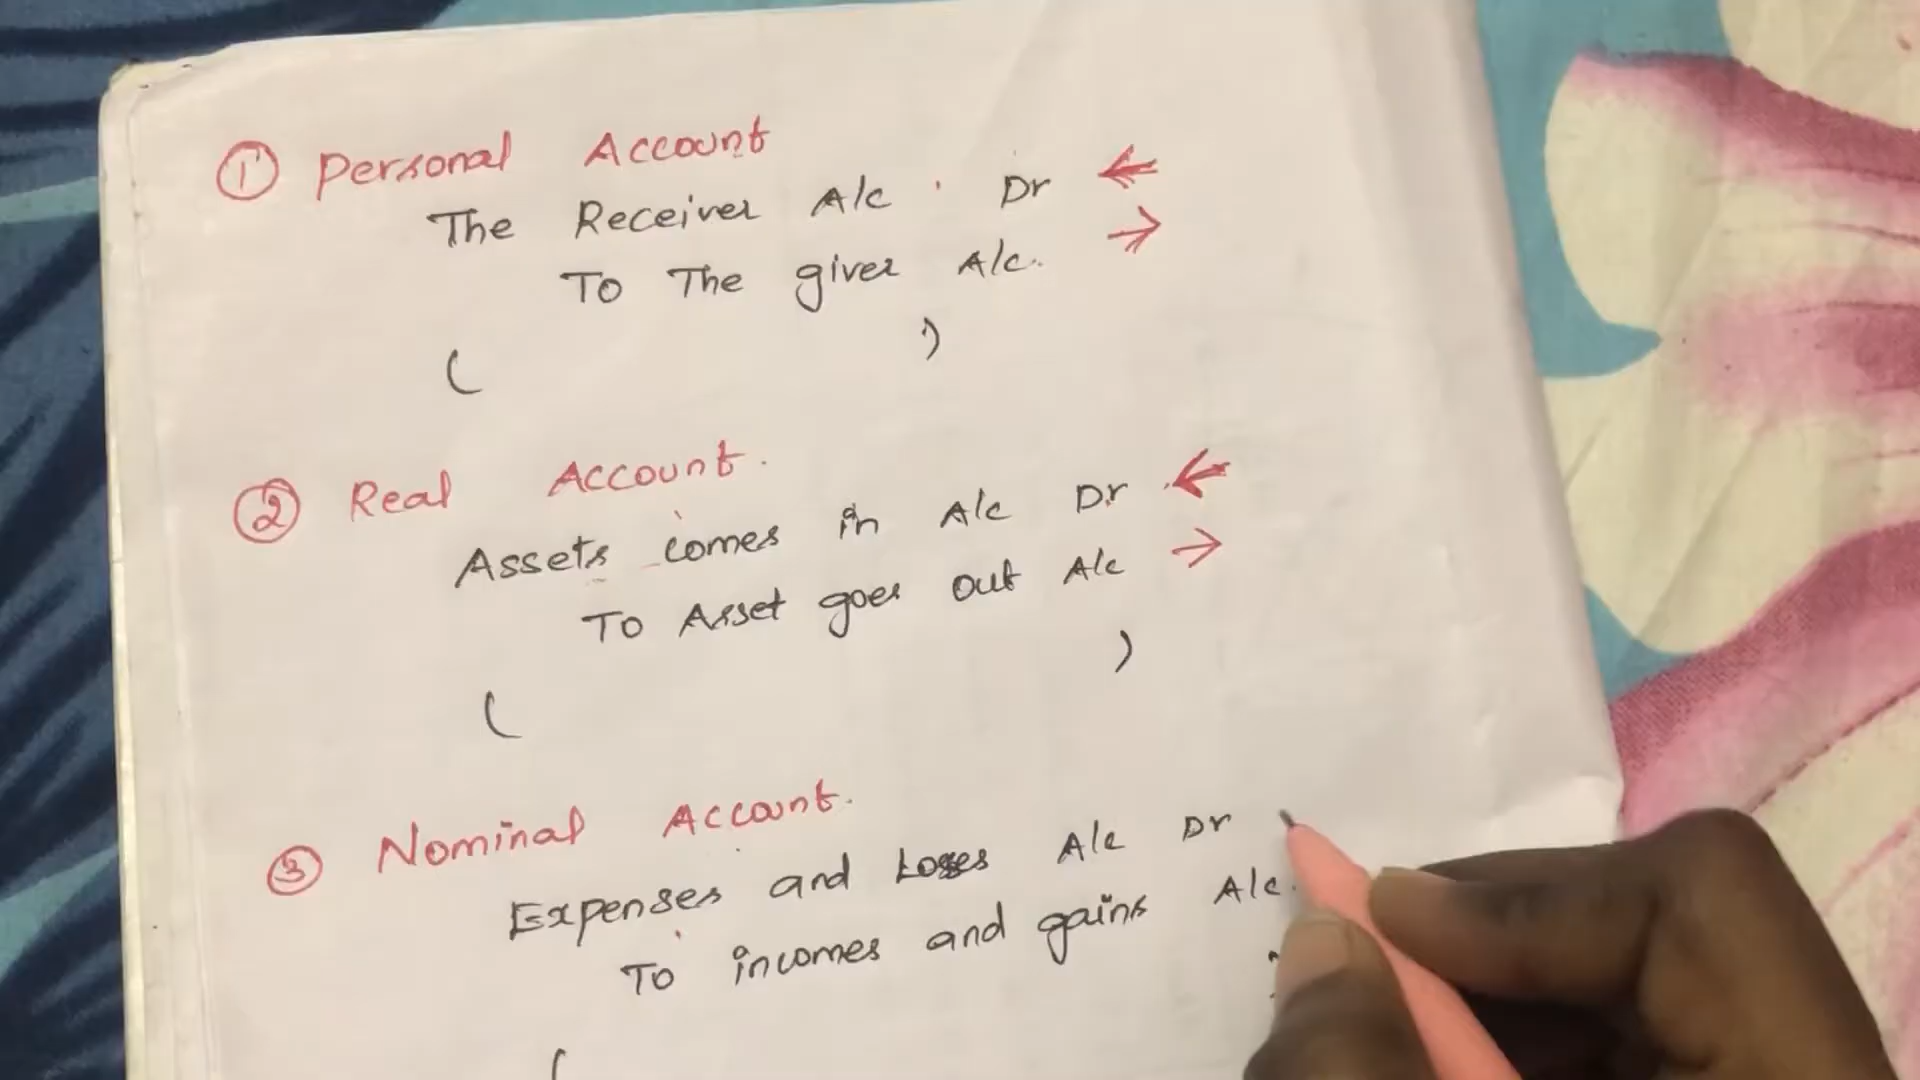 ① Personal Account
The Receiver A/c Dr ←
To The giver A/c. →
( )
② Real Account.
Assets comes in A/c Dr ←
To Asset goes out A/c →
( )
③ Nominal Account.
Expenses and Loses A/c Dr
To incomes and gains A/c.
(